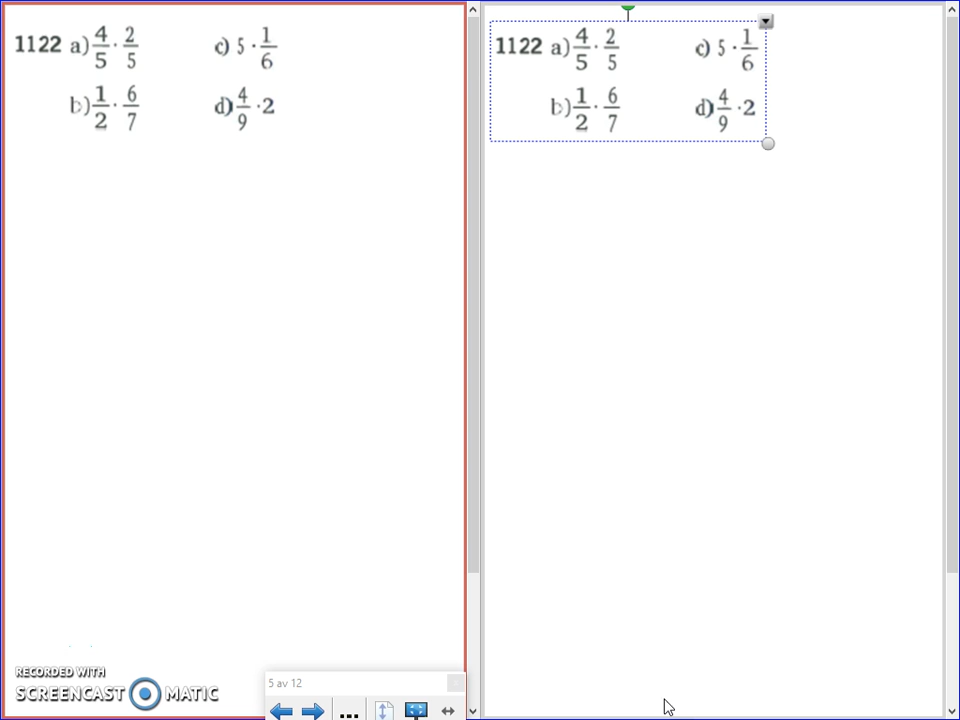 1122 a) 4/5 · 2/5 c) 5 · 1/6
b) 1/2 · 6/7 d) 4/9 · 2
1122 a) 4/5 · 2/5 c) 5 · 1/6
b) 1/2 · 6/7 d) 4/9 · 2
RECORDED WITH
SCREENCAST MATIC
5 av 12